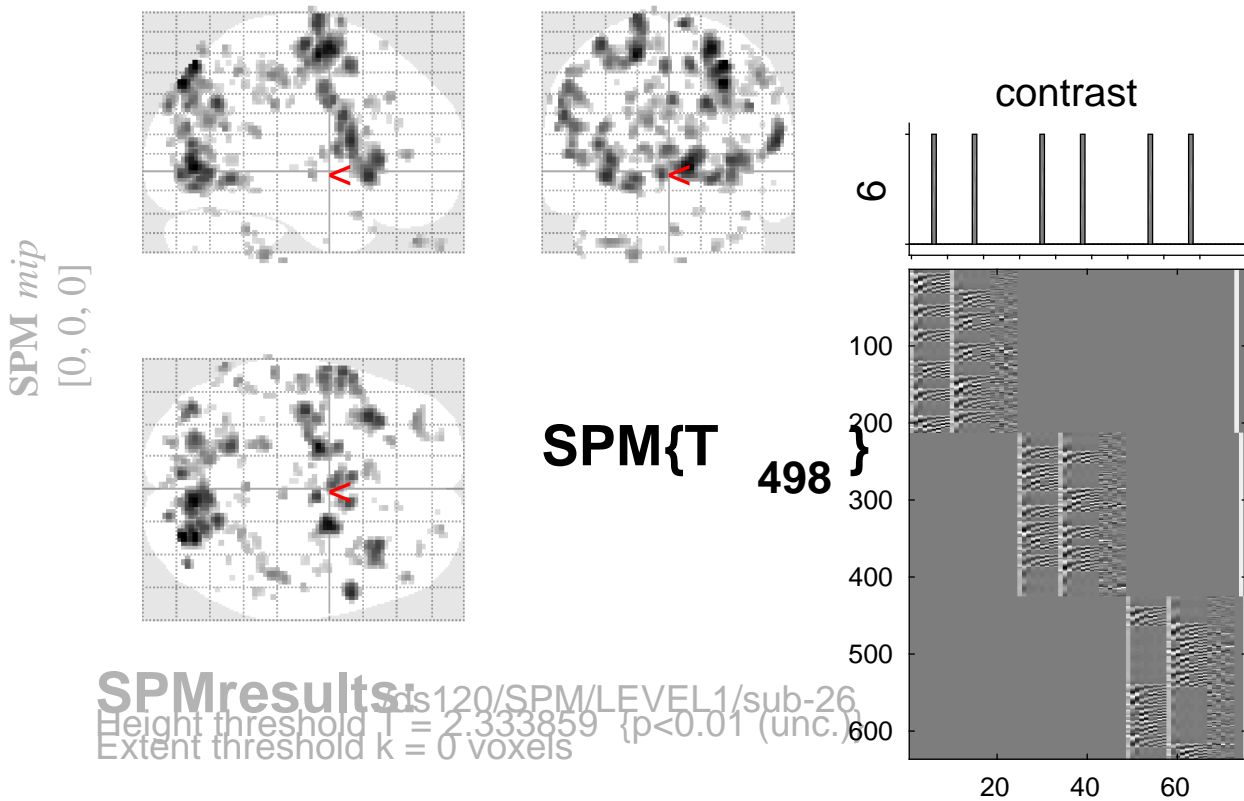 SPM mip
[0, 0, 0]
<
<
<
SPM{T 498 }
contrast
6
100
200
300
400
500
600
20 40 60
SPMresults: /ds120/SPM/LEVEL1/sub-26
Height threshold T = 2.333859 {p<0.01 (unc.)}
Extent threshold k = 0 voxels